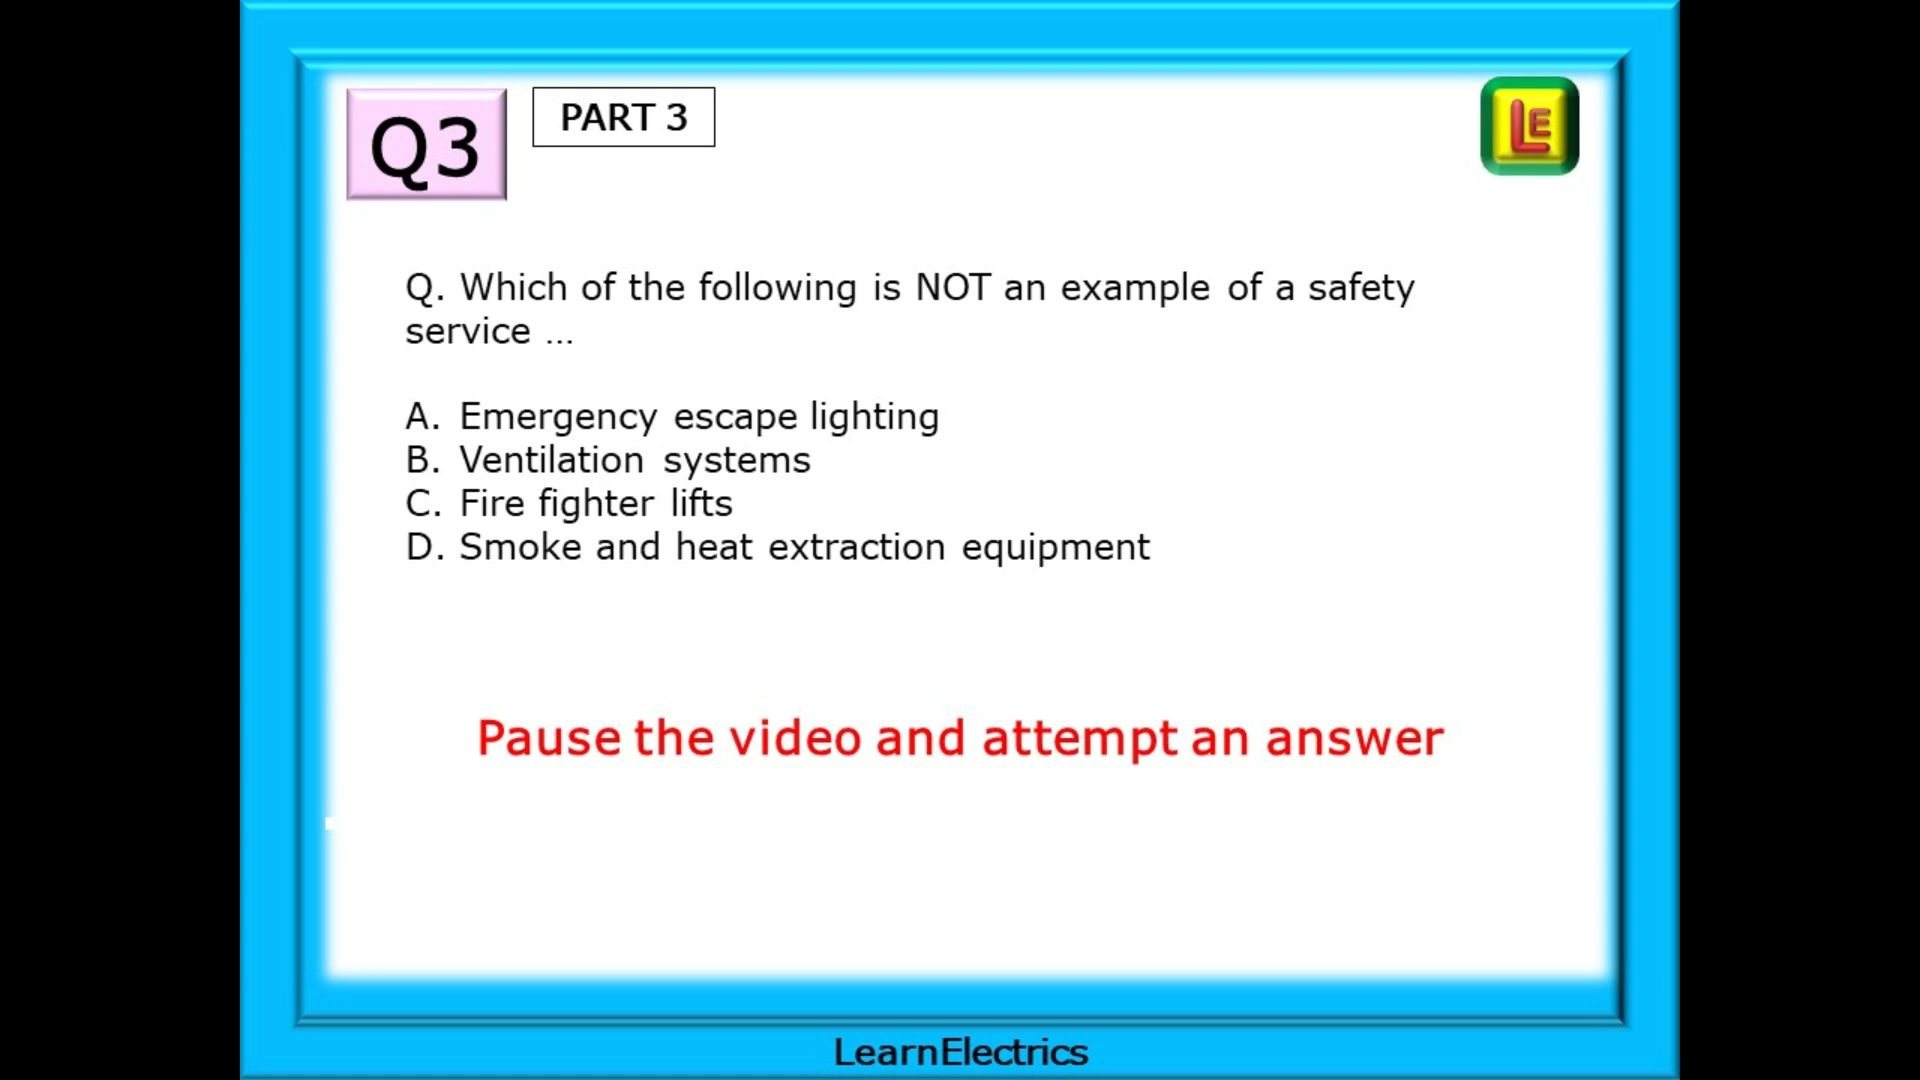 Q3
PART 3
LE
Q. Which of the following is NOT an example of a safety
service ...
A. Emergency escape lighting
B. Ventilation systems
C. Fire fighter lifts
D. Smoke and heat extraction equipment
Pause the video and attempt an answer
LearnElectrics